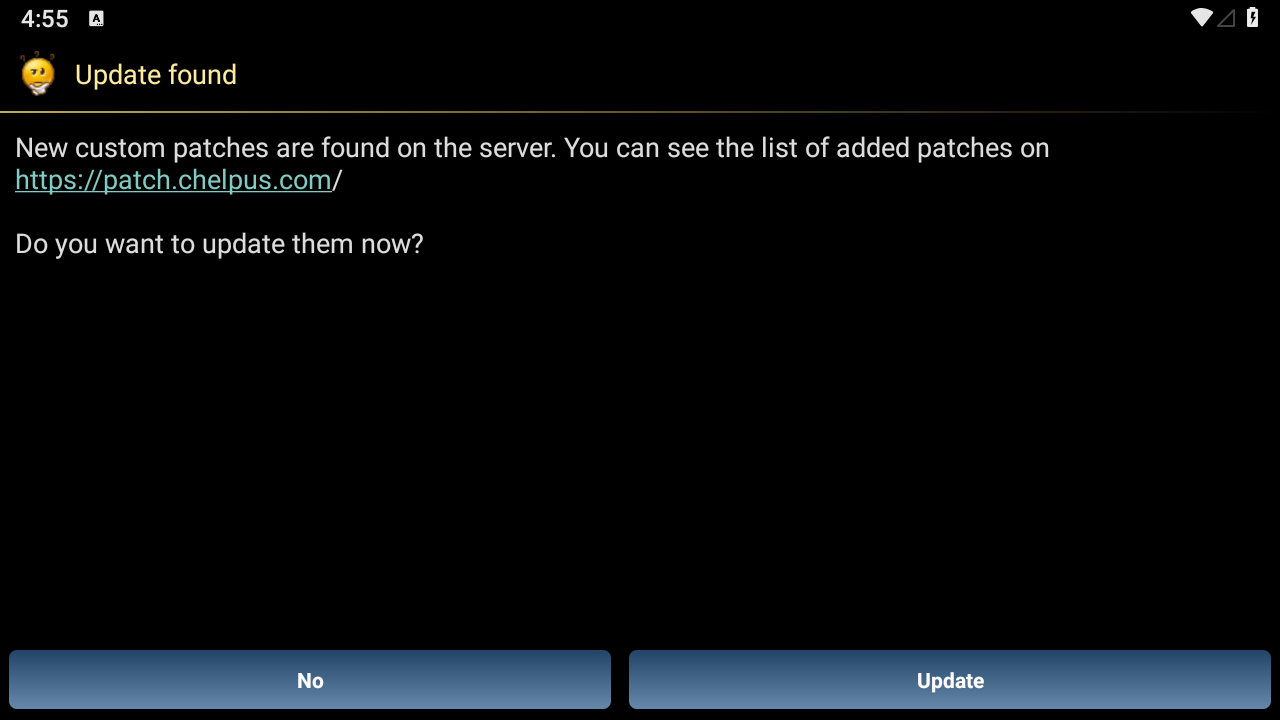 4:55
Update found
New custom patches are found on the server. You can see the list of added patches on
https://patch.chelpus.com/
Do you want to update them now?
No
Update